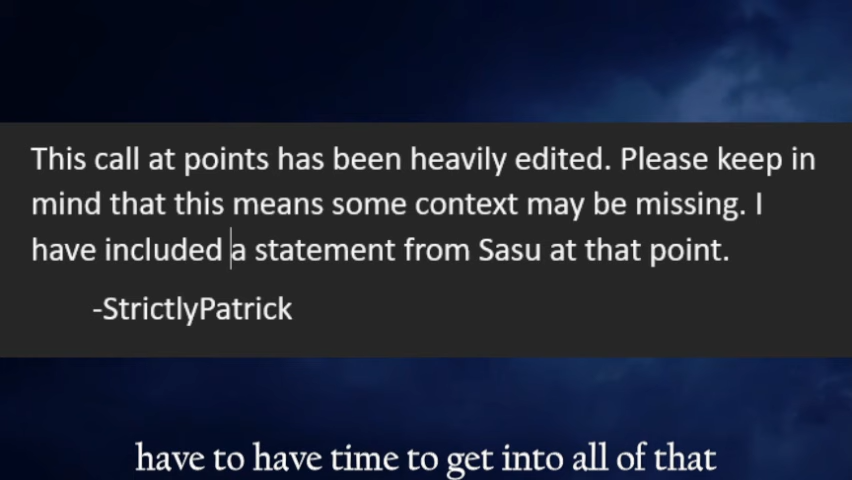 This call at points has been heavily edited. Please keep in
mind that this means some context may be missing. I
have included a statement from Sasu at that point.
-StrictlyPatrick
have to have time to get into all of that